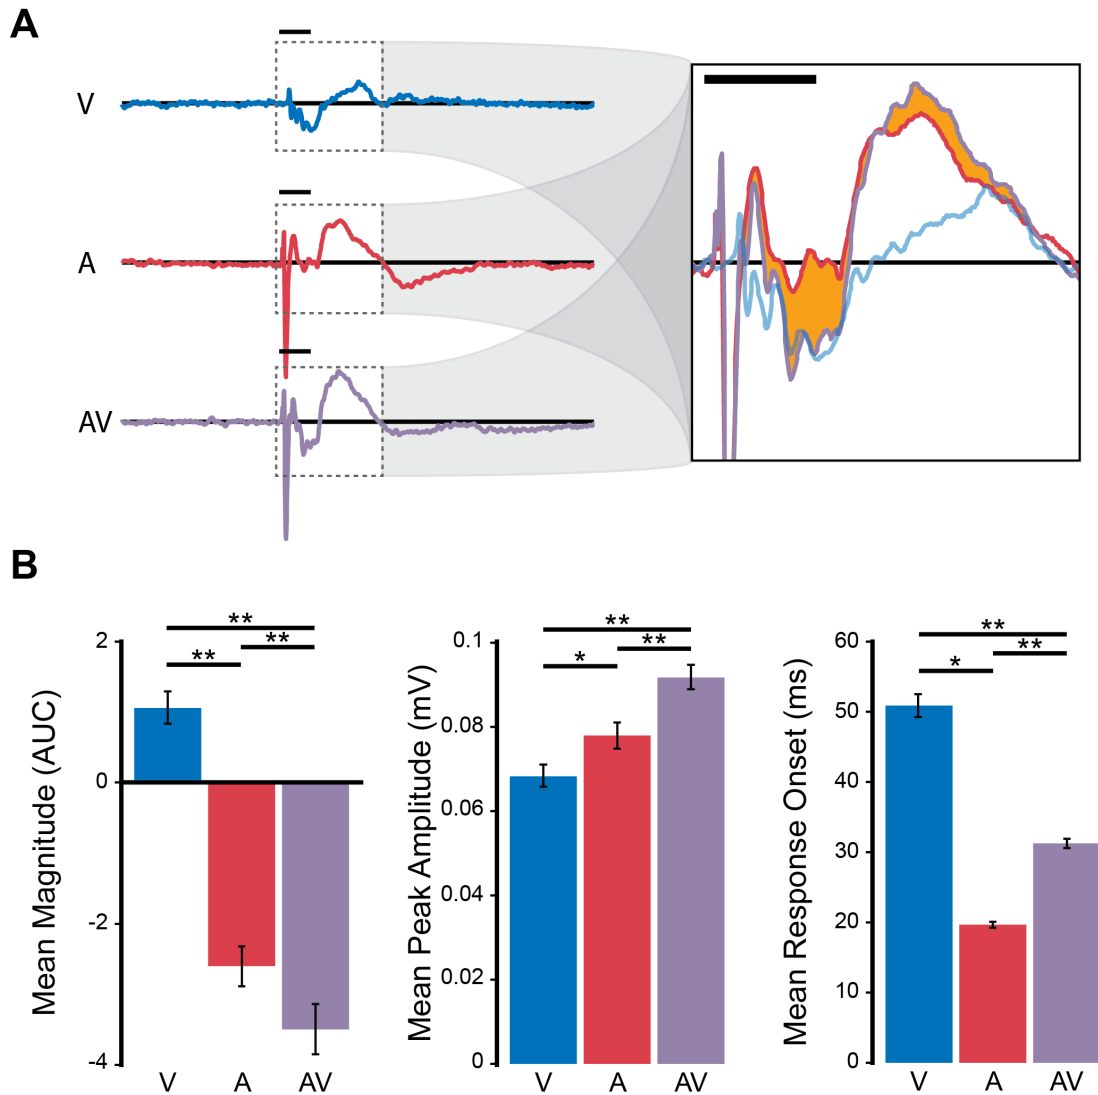 A
V
A
AV
B
Mean Magnitude (AUC)
2
0
-2
-4
**
**
**
V
A
AV
Mean Peak Amplitude (mV)
0.1
0.08
0.06
0.04
0.02
0
**
**
*
V
A
AV
Mean Response Onset (ms)
60
50
40
30
20
10
0
**
**
*
V
A
AV